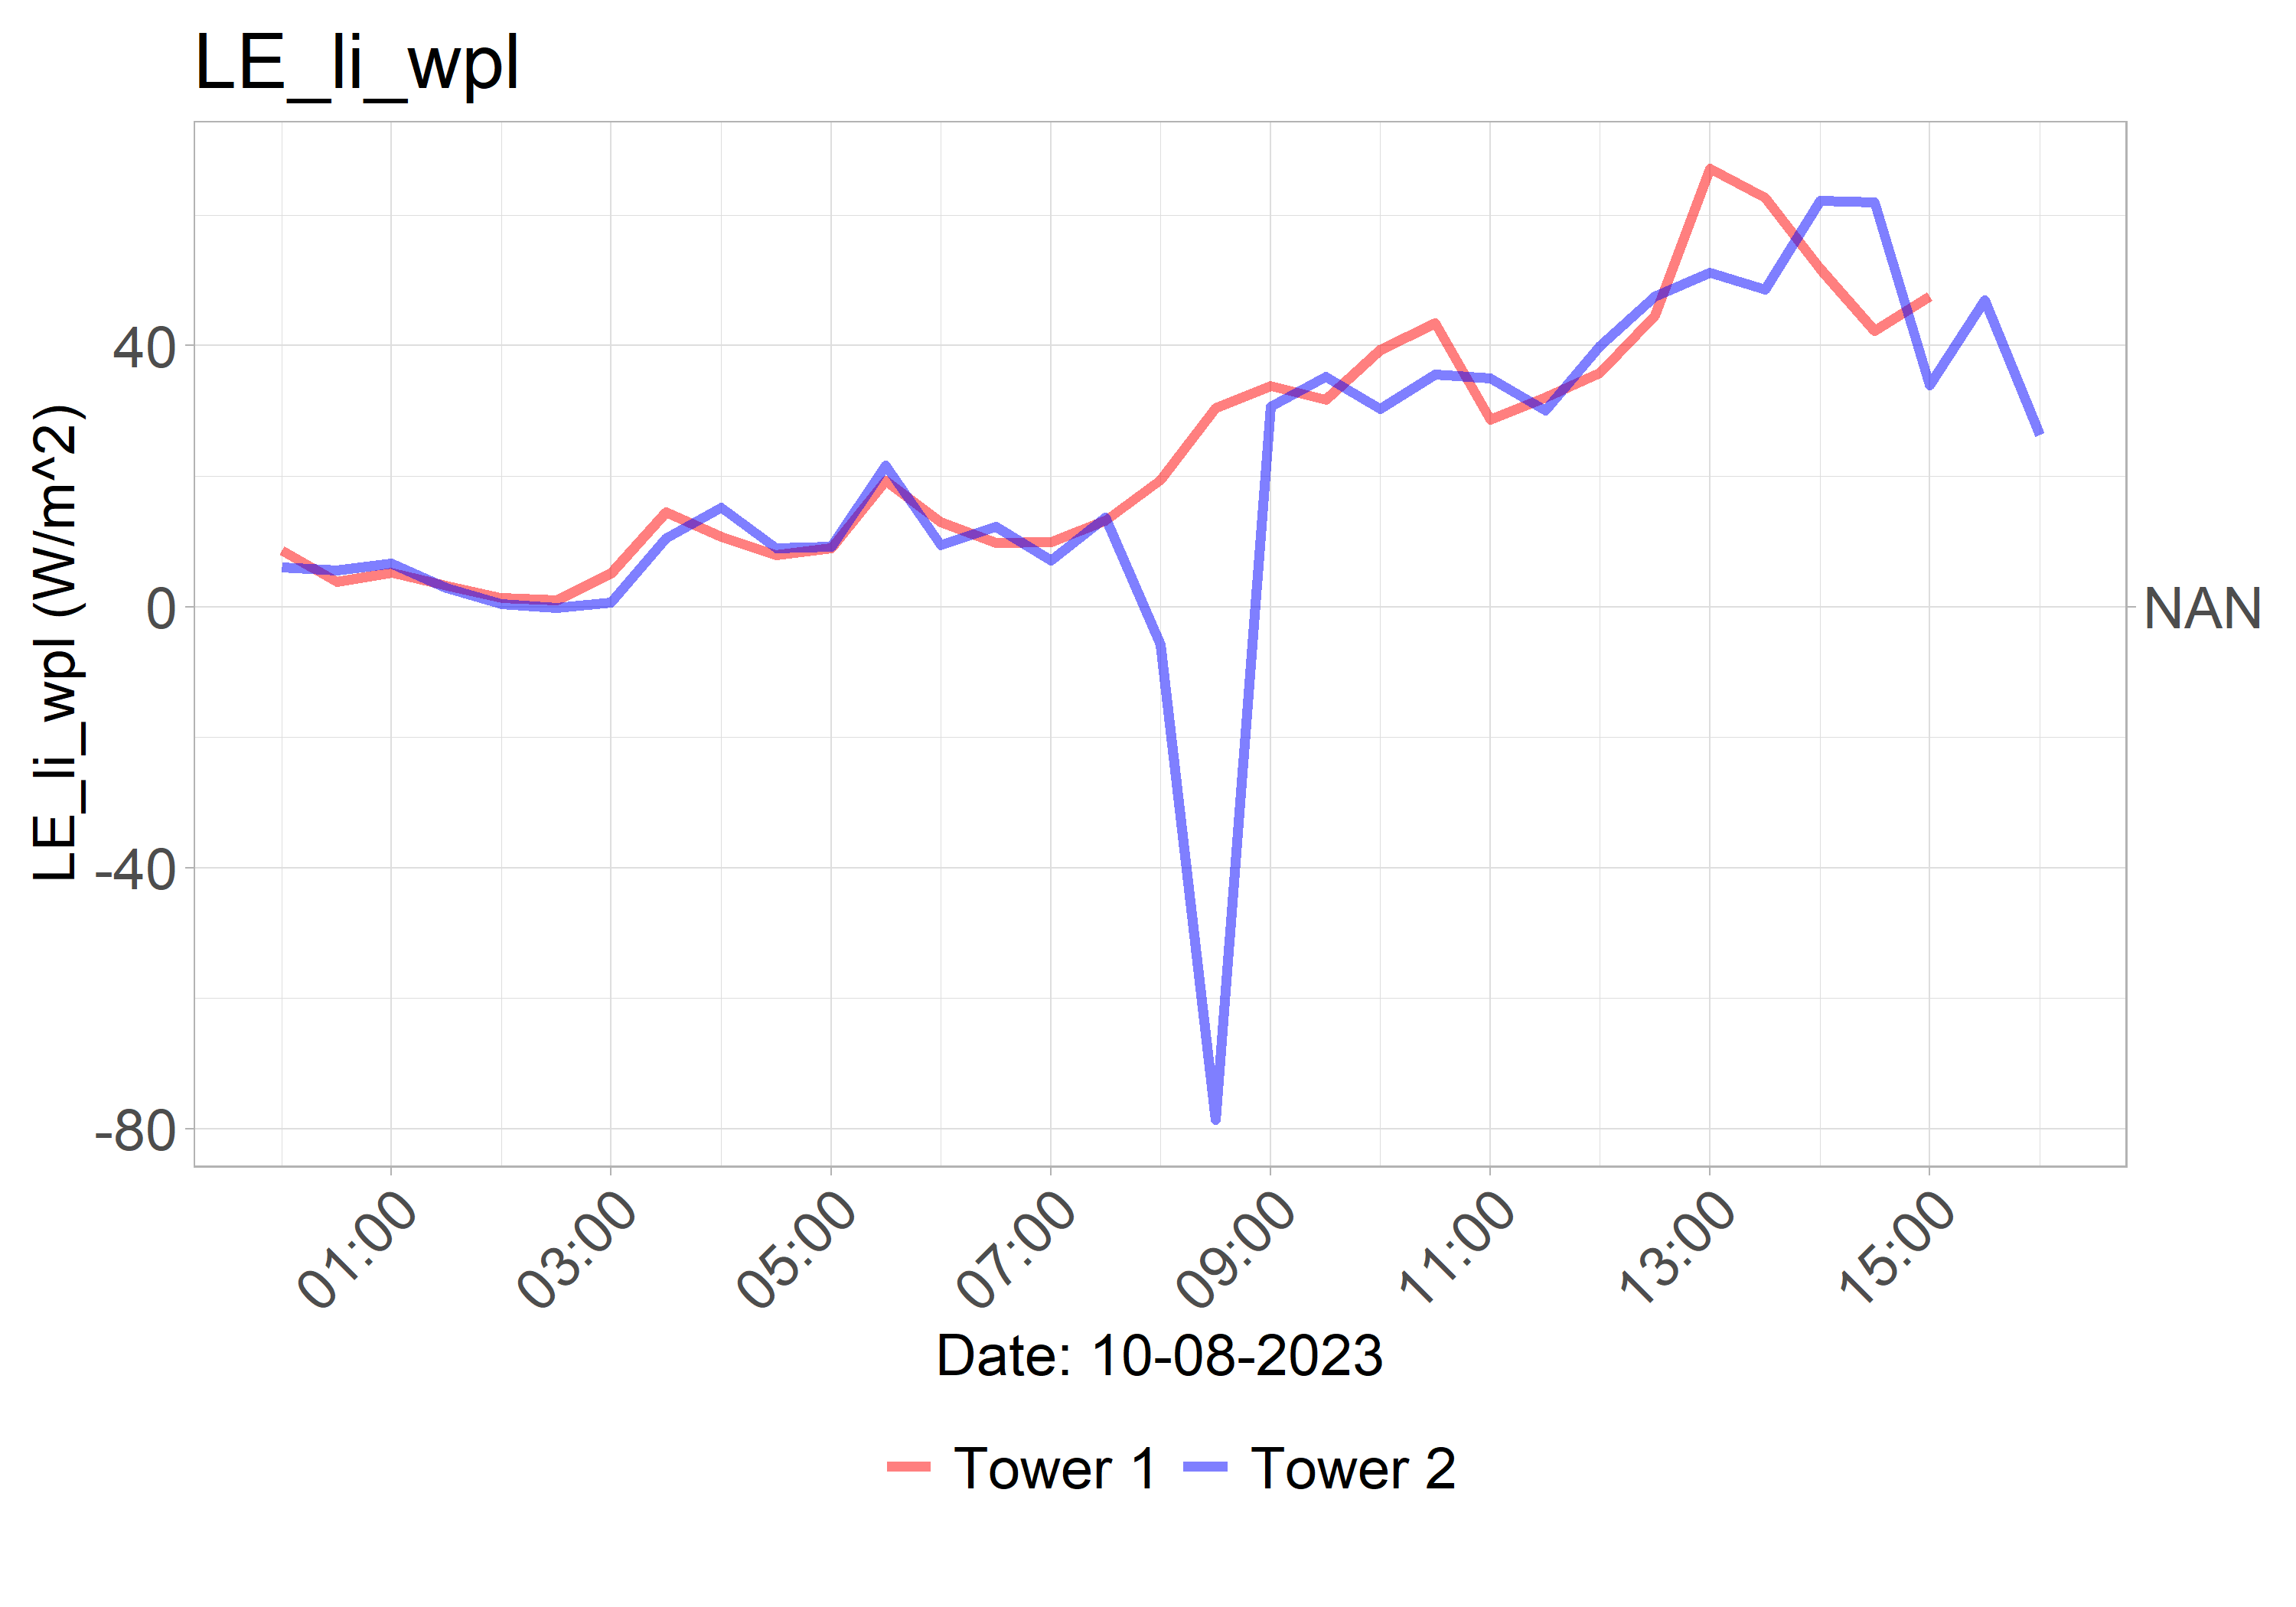 LE_li_wpl
LE_li_wpl (W/m^2)
40
0
-40
-80
NAN
01:00 03:00 05:00 07:00 09:00 11:00 13:00 15:00
Date: 10-08-2023
Tower 1 Tower 2